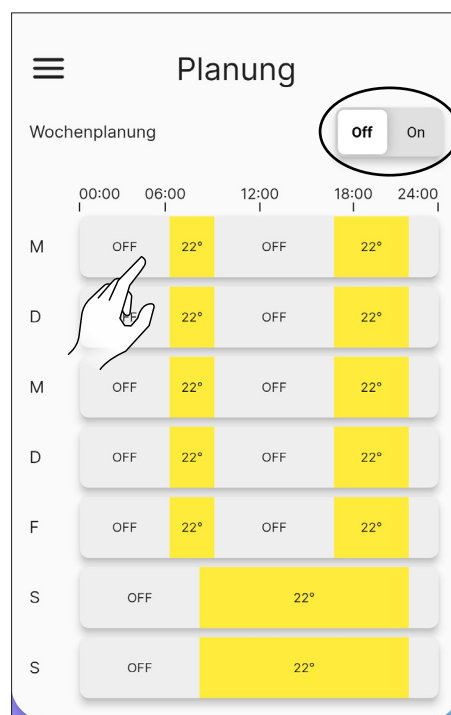 Planung
Wochenplanung Off On
00:00 06:00 12:00 18:00 24:00
M OFF 22° OFF 22°
D 22° OFF 22°
M OFF 22° OFF 22°
D OFF 22° OFF 22°
F OFF 22° OFF 22°
S OFF 22°
S OFF 22°